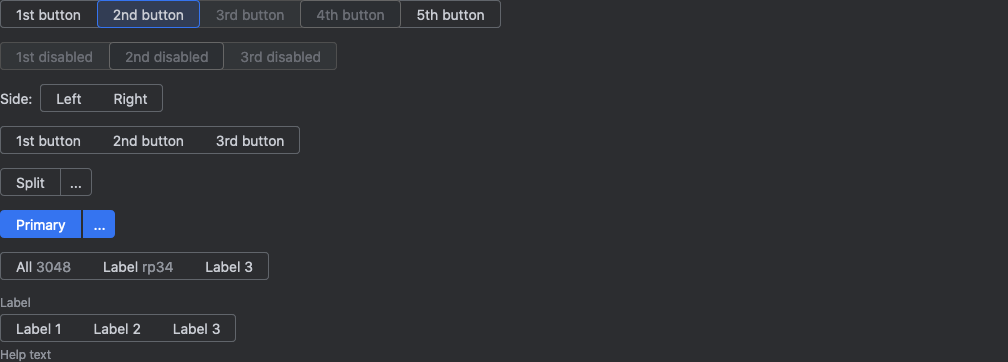 1st button 2nd button 3rd button 4th button 5th button
1st disabled 2nd disabled 3rd disabled
Side: Left Right
1st button 2nd button 3rd button
Split ...
Primary ...
All 3048 Label rp34 Label 3
Label
Label 1 Label 2 Label 3
Help text